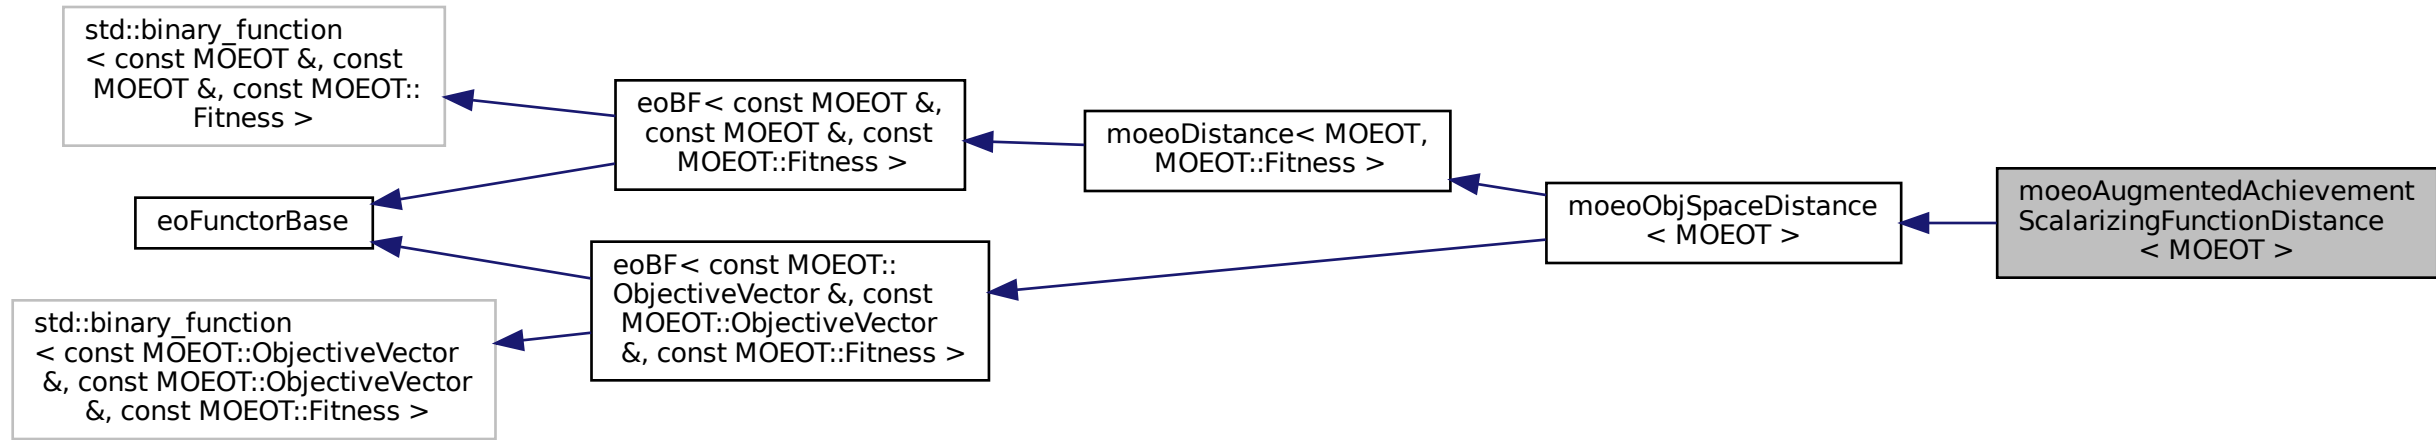 std::binary_function
< const MOEOT &, const
MOEOT &, const MOEOT::
Fitness >
eoFunctorBase
std::binary_function
< const MOEOT::ObjectiveVector
&, const MOEOT::ObjectiveVector
&, const MOEOT::Fitness >
eoBF< const MOEOT &,
const MOEOT &, const
MOEOT::Fitness >
eoBF< const MOEOT::
ObjectiveVector &, const
MOEOT::ObjectiveVector
&, const MOEOT::Fitness >
moeoDistance< MOEOT,
MOEOT::Fitness >
moeoObjSpaceDistance
< MOEOT >
moeoAugmentedAchievement
ScalarizingFunctionDistance
< MOEOT >